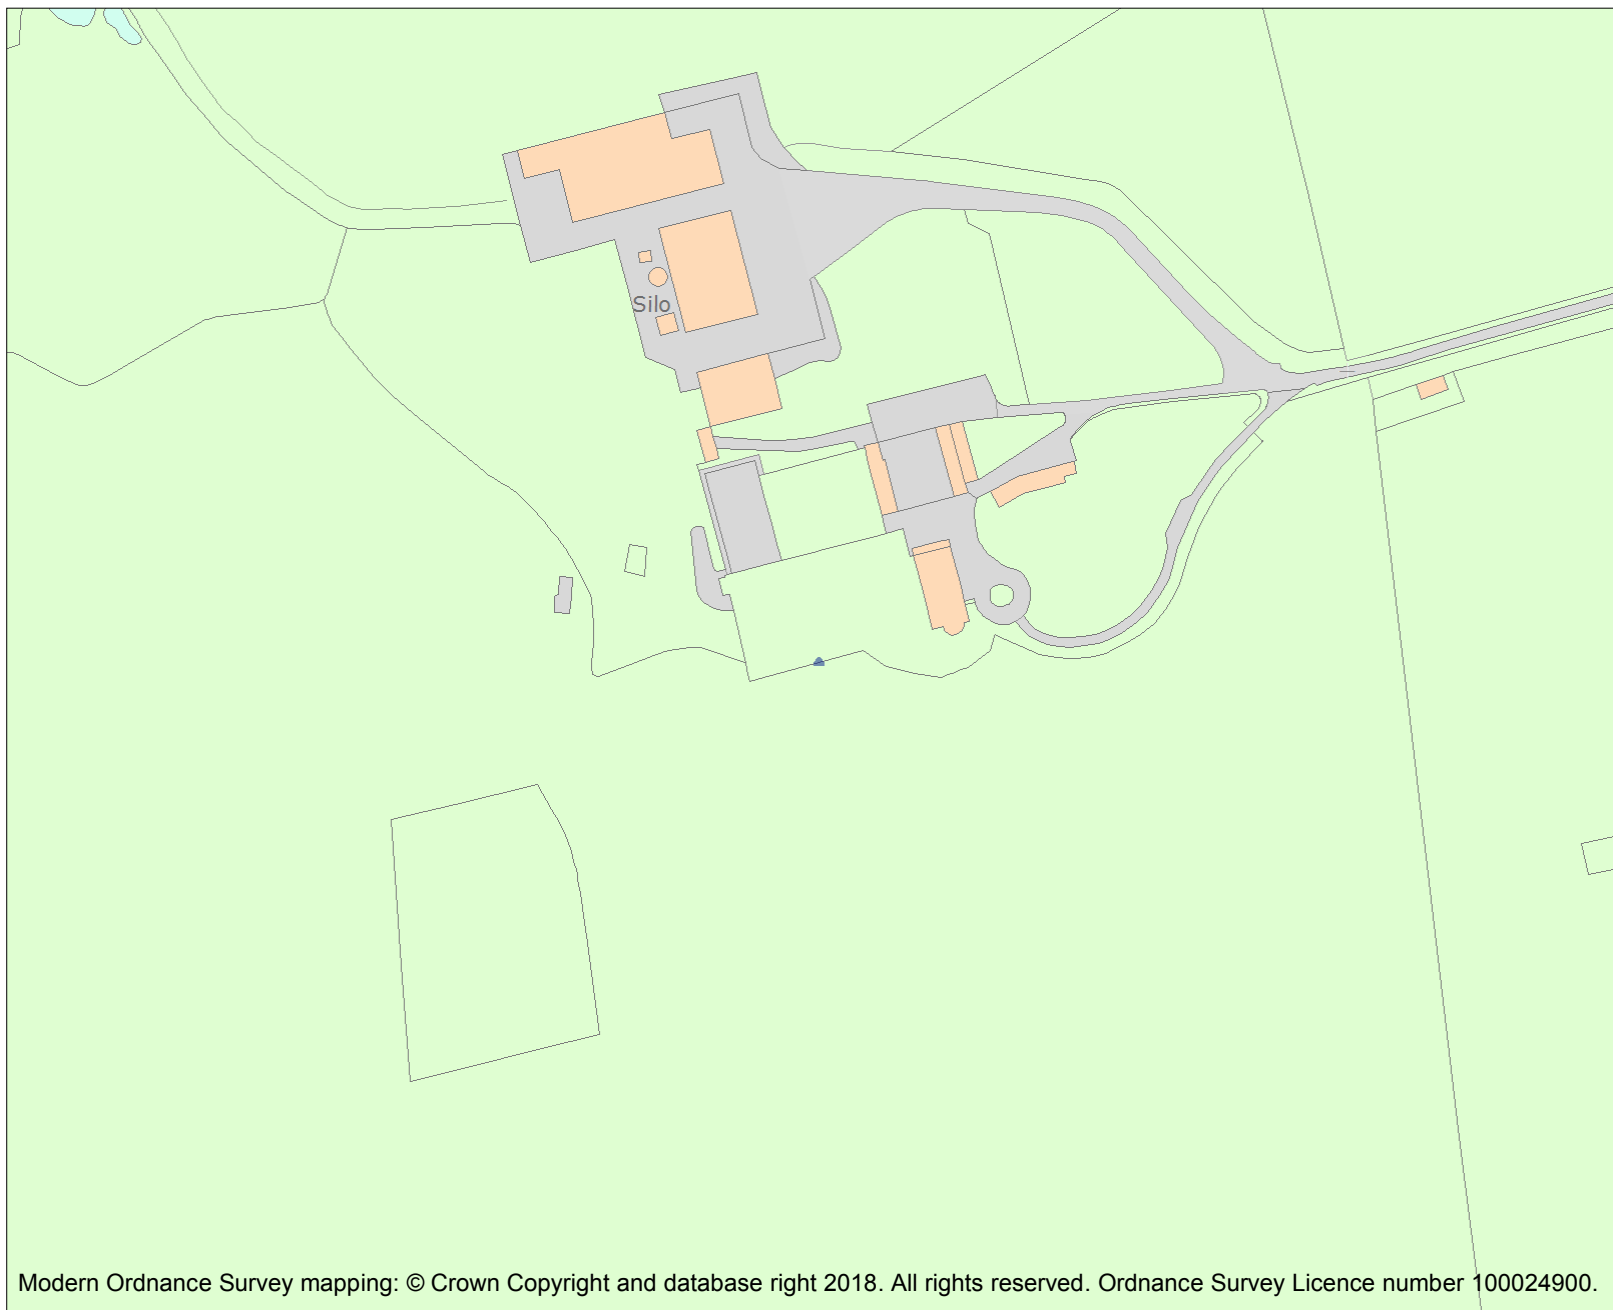 Silo
Modern Ordnance Survey mapping: © Crown Copyright and database right 2018. All rights reserved. Ordnance Survey Licence number 100024900.